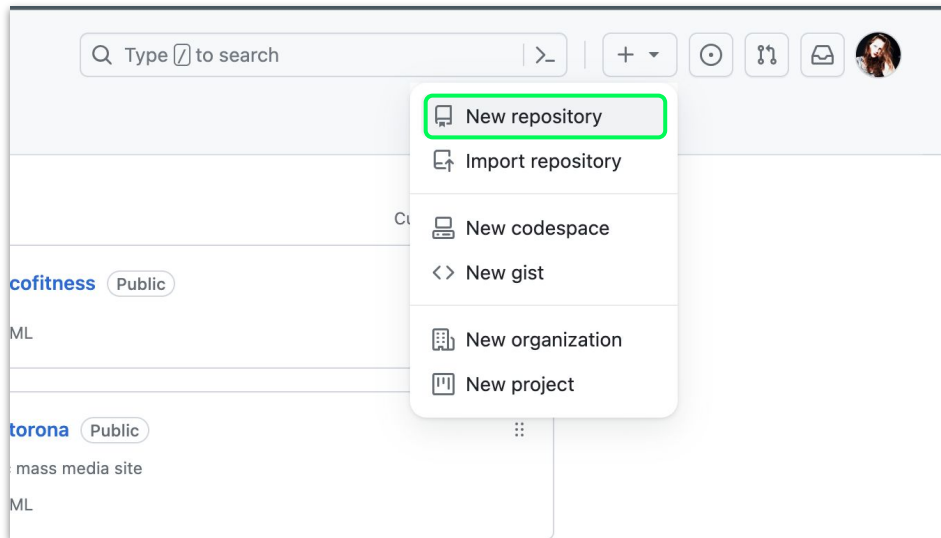 Type / to search
New repository
Import repository
New codespace
New gist
New organization
New project
cofitness Public
ML
torona Public
mass media site
ML